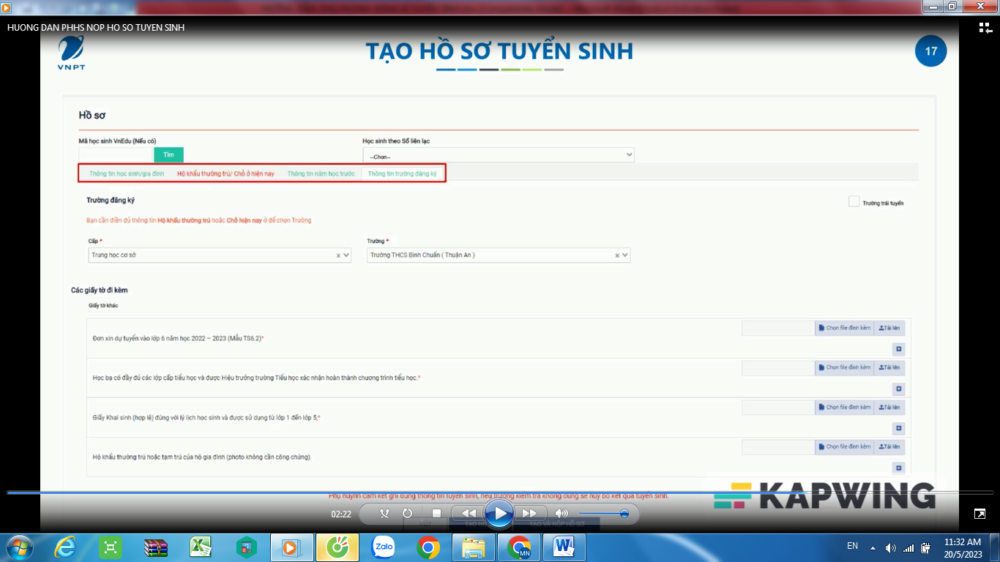 HUONG DAN PHHS NOP HO SO TUYEN SINH
VNPT
TẠO HỒ SƠ TUYỂN SINH
17
Hồ sơ
Mã học sinh VnEdu (Nếu có)
Học sinh theo Sổ liên lạc
Tìm
--Chọn--
Thông tin học sinh/gia đình
Hộ khẩu thường trú/ Chỗ ở hiện nay
Thông tin năm học trước
Thông tin trường đăng ký
Trường đăng ký
Trường trái tuyến
Bạn cần điền đủ thông tin Hộ khẩu thường trú hoặc Chỗ hiện nay ở để chọn Trường
Cấp *
Trường *
Trung học cơ sở
Trường THCS Bình Chuẩn ( Thuận An )
Các giấy tờ đi kèm
Giấy tờ khác
Đơn xin dự tuyển vào lớp 6 năm học 2022 – 2023 (Mẫu TS6.2)*
Chọn file đính kèm
Tải lên
Học bạ có đầy đủ các lớp cấp tiểu học và được Hiệu trưởng trường Tiểu học xác nhận hoàn thành chương trình tiểu học.*
Chọn file đính kèm
Tải lên
Giấy Khai sinh (hợp lệ) đúng với lý lịch học sinh và được sử dụng từ lớp 1 đến lớp 5;*
Chọn file đính kèm
Tải lên
Hộ khẩu thường trú hoặc tạm trú của hộ gia đình (photo không cần công chứng).
Chọn file đính kèm
Tải lên
Phụ huynh cam kết ghi đúng thông tin tuyển sinh, nếu trường kiểm tra không đúng sẽ hủy bỏ kết quả tuyển sinh.
KAPWING
02:22
TẠO VÀ NỘP HỒ SƠ
Zalo
MN
EN
11:32 AM
20/5/2023